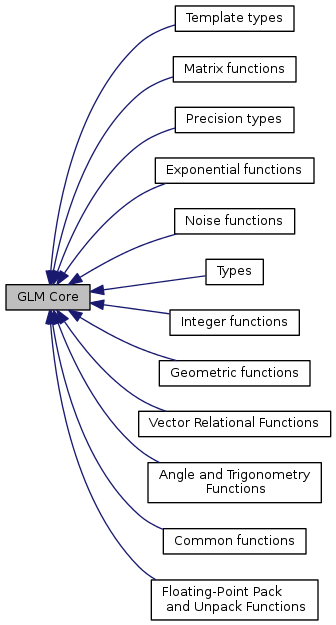 Template types
Matrix functions
Precision types
Exponential functions
Noise functions
Types
GLM Core
Integer functions
Geometric functions
Vector Relational Functions
Angle and Trigonometry
Functions
Common functions
Floating-Point Pack
and Unpack Functions